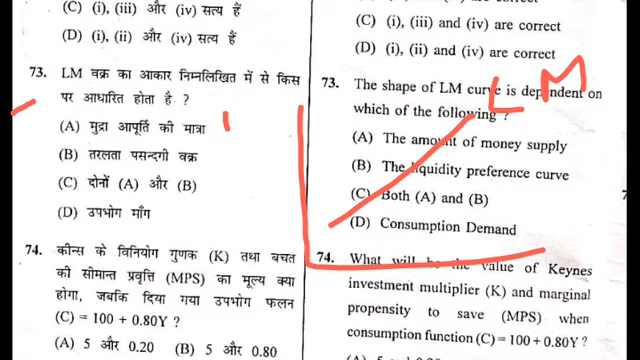 (C) (i), (iii) और (iv) सत्य हैं
(D) (i), (ii) और (iv) सत्य हैं
73. LM वक्र का आकार निम्नलिखित में से किस
पर आधारित होता है ?
(A) मुद्रा आपूर्ति की मात्रा
(B) तरलता पसन्दगी वक्र
(C) दोनों (A) और (B)
(D) उपभोग माँग
74. कीन्स के विनियोग गुणक (K) तथा बचत
की सीमान्त प्रवृत्ति (MPS) का मूल्य क्या
होगा, जबकि दिया गया उपभोग फलन
(C) = 100 + 0.80Y ?
(A) 5 और 0.20 (B) 5 और 0.80
(C) (i), (iii) and (iv) are correct
(D) (i), (ii) and (iv) are correct
LM
73. The shape of LM curve is dependent on
which of the following ?
(A) The amount of money supply
(B) The liquidity preference curve
(C) Both (A) and (B)
(D) Consumption Demand
74. What will be the value of Keynes
investment multiplier (K) and marginal
propensity to save (MPS) when
consumption function (C) = 100 + 0.80Y ?